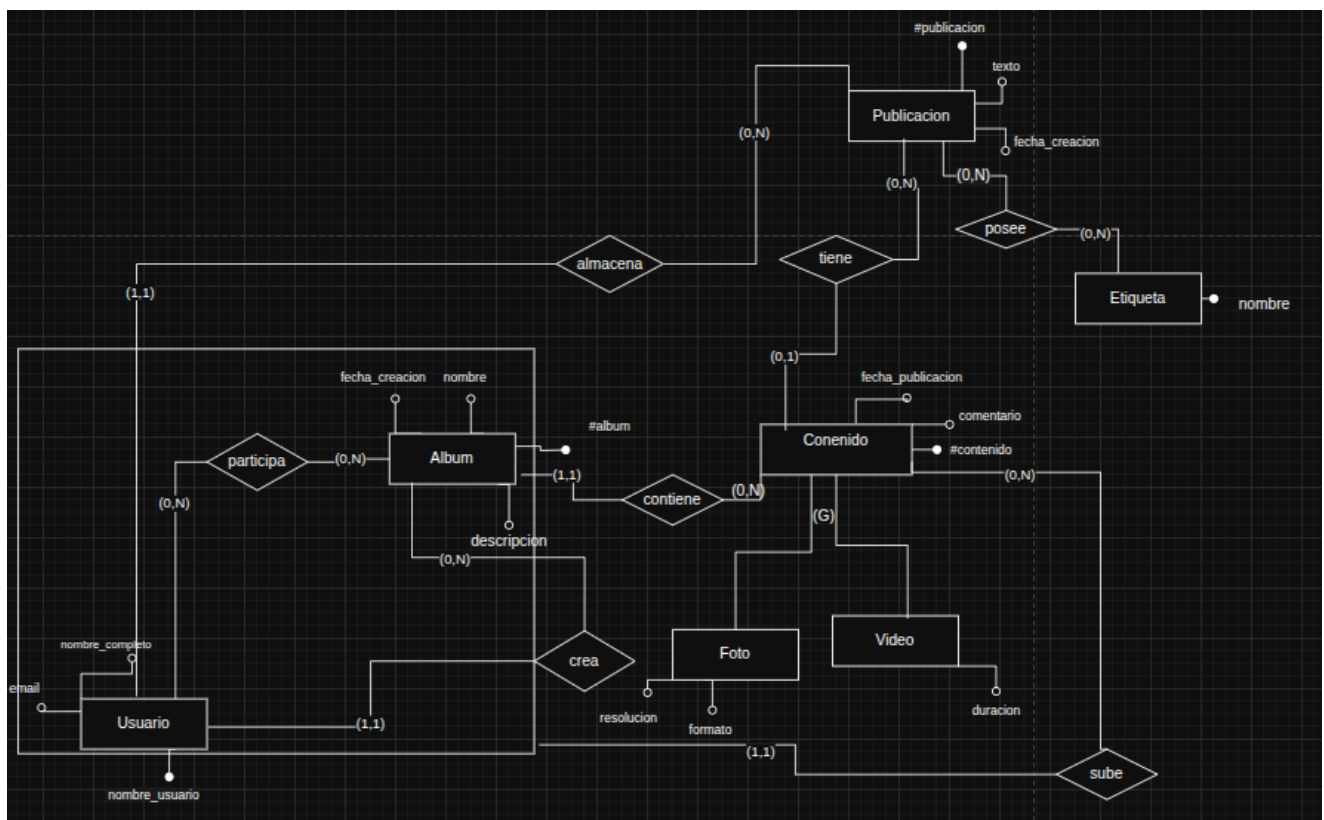 #publicacion
texto
Publicacion
(0,N)
fecha_creacion
(0,N)
(0,N)
posee
(0,N)
almacena
tiene
(1,1)
Etiqueta
nombre
(0,1)
fecha_creacion
nombre
fecha_publicacion
comentario
#album
Conenido
#contenido
participa
(0,N)
Album
(1,1)
(0,N)
(0,N)
contiene
(0,N)
(G)
descripcion
(0,N)
nombre_completo
crea
Foto
Video
email
Usuario
(1,1)
resolucion
formato
duracion
(1,1)
sube
nombre_usuario